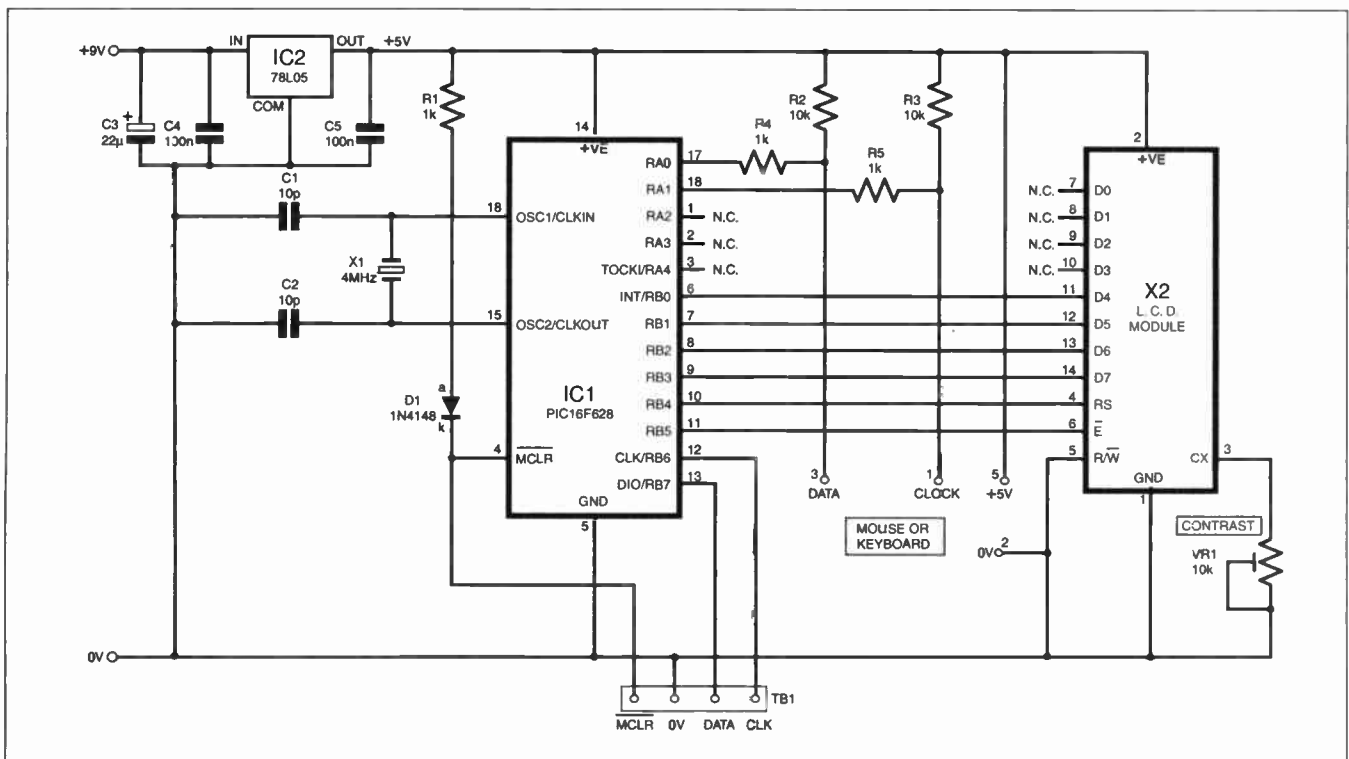 +9V
IN
IC2
78L05
OUT
+5V
COM
C3
22µ
+
C4
100n
C5
100n
R1
1k
C1
10p
X1
4MHz
C2
10p
D1
1N4148
a
k
14
+VE
18
OSC1/CLKIN
15
OSC2/CLKOUT
4
MCLR
IC1
PIC16F628
GND
5
RA0
17
RA1
18
RA2
1
N.C.
RA3
2
N.C.
TOCKI/RA4
3
N.C.
INT/RB0
6
RB1
7
RB2
8
RB3
9
RB4
10
RB5
11
CLK/RB6
12
DIO/RB7
13
R4
1k
R5
1k
R2
10k
R3
10k
3
DATA
1
CLOCK
5
+5V
MOUSE OR
KEYBOARD
0V
2
2
+VE
N.C.
7
D0
N.C.
8
D1
N.C.
9
D2
N.C.
10
D3
11
D4
12
D5
13
D6
14
D7
4
RS
6
E
5
R/W
X2
L.C.D.
MODULE
CX
3
GND
1
CONTRAST
VR1
10k
0V
TB1
MCLR
0V
DATA
CLK